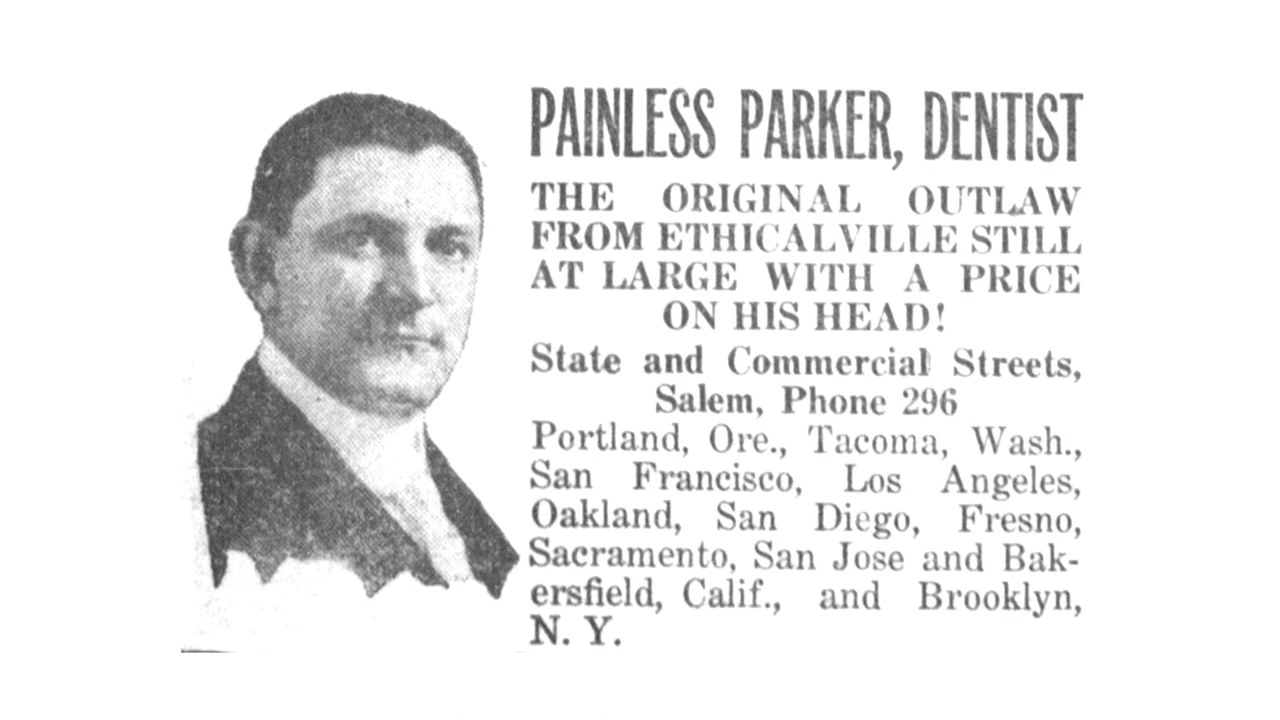 PAINLESS PARKER, DENTIST
THE ORIGINAL OUTLAW
FROM ETHICALVILLE STILL
AT LARGE WITH A PRICE
ON HIS HEAD!
State and Commercial Streets,
Salem, Phone 296
Portland, Ore., Tacoma, Wash.,
San Francisco, Los Angeles,
Oakland, San Diego, Fresno,
Sacramento, San Jose and Bak-
ersfield, Calif., and Brooklyn,
N. Y.